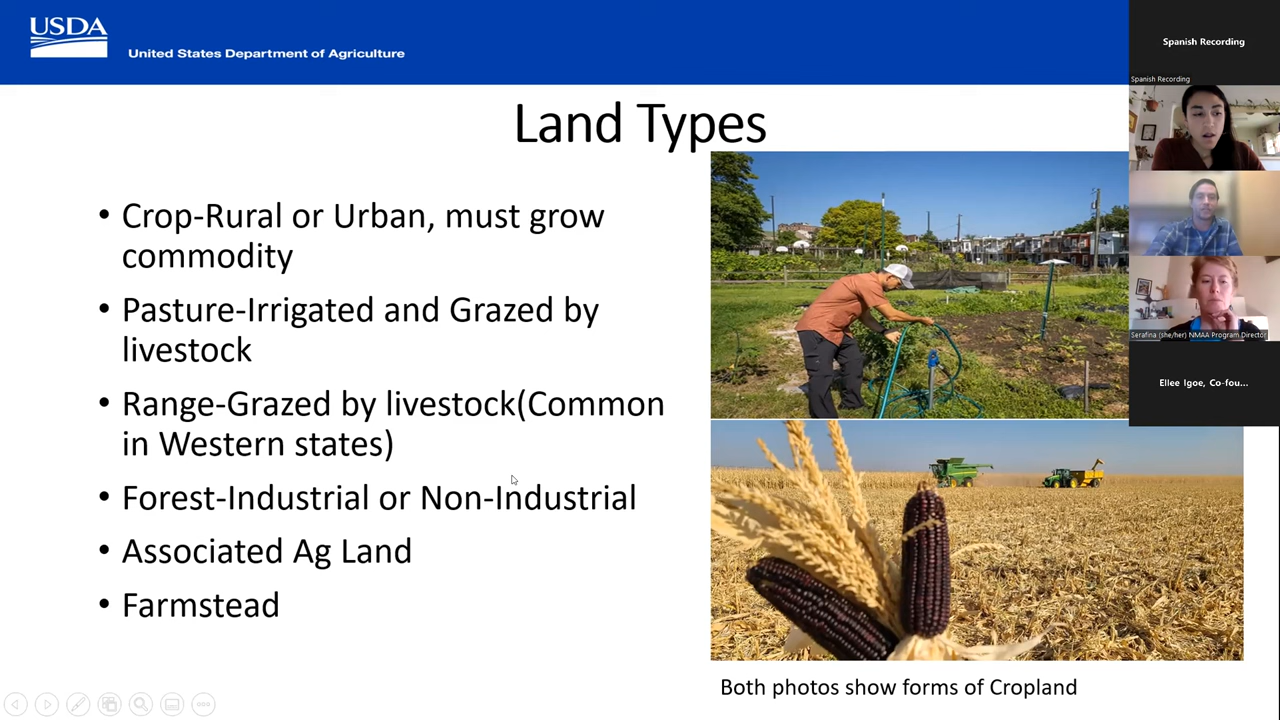 USDA
United States Department of Agriculture
Land Types
• Crop-Rural or Urban, must grow
commodity
• Pasture-Irrigated and Grazed by
livestock
• Range-Grazed by livestock(Common
in Western states)
• Forest-Industrial or Non-Industrial
• Associated Ag Land
• Farmstead
Both photos show forms of Cropland
Spanish Recording
Spanish Recording
Serafina (she/her) NMAA Program Director
Ellee Igoe, Co-fou...